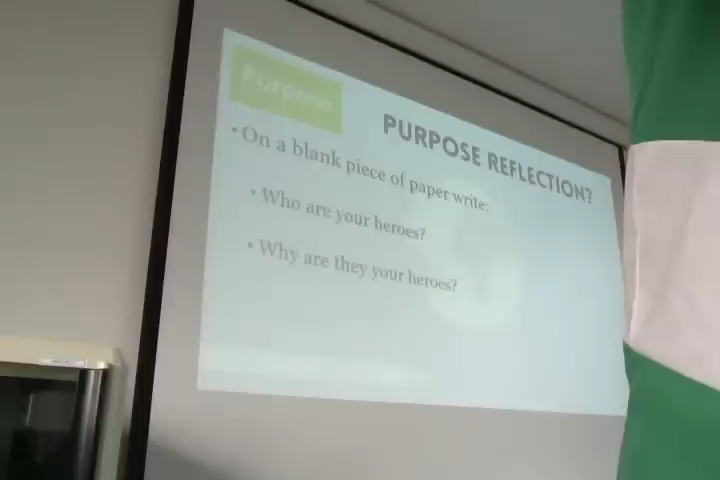 Purpose
PURPOSE REFLECTION?
• On a blank piece of paper write:
• Who are your heroes?
• Why are they your heroes?